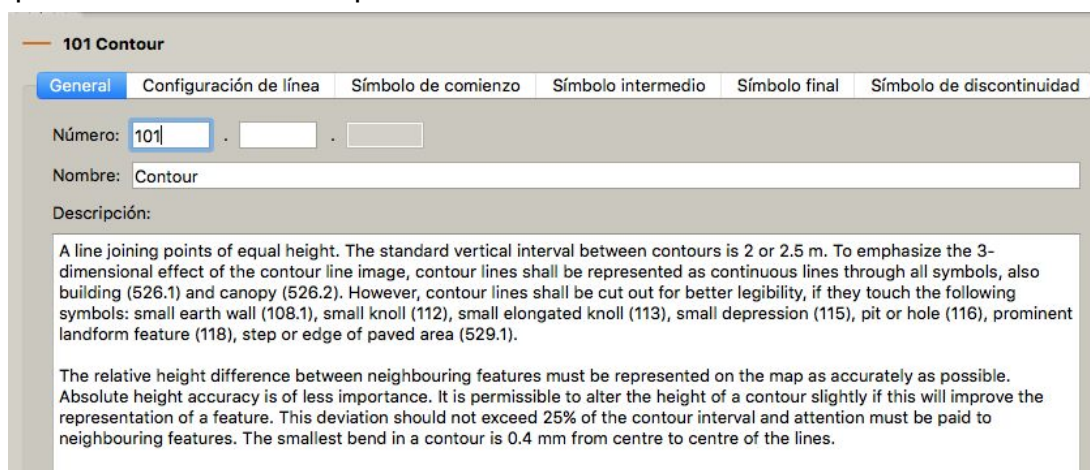 101 Contour
General Configuración de línea Símbolo de comienzo Símbolo intermedio Símbolo final Símbolo de discontinuidad
Número: 101 . .
Nombre: Contour
Descripción:
A line joining points of equal height. The standard vertical interval between contours is 2 or 2.5 m. To emphasize the 3-
dimensional effect of the contour line image, contour lines shall be represented as continuous lines through all symbols, also
building (526.1) and canopy (526.2). However, contour lines shall be cut out for better legibility, if they touch the following
symbols: small earth wall (108.1), small knoll (112), small elongated knoll (113), small depression (115), pit or hole (116), prominent
landform feature (118), step or edge of paved area (529.1).
The relative height difference between neighbouring features must be represented on the map as accurately as possible.
Absolute height accuracy is of less importance. It is permissible to alter the height of a contour slightly if this will improve the
representation of a feature. This deviation should not exceed 25% of the contour interval and attention must be paid to
neighbouring features. The smallest bend in a contour is 0.4 mm from centre to centre of the lines.